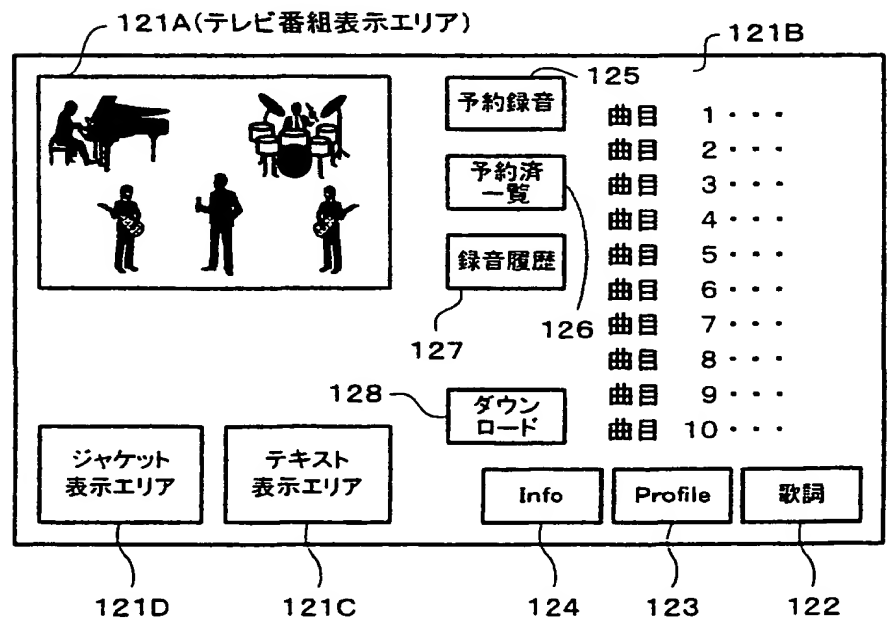 121A(テレビ番組表示エリア)
121B
125
予約録音
曲目 1・・・
曲目 2・・・
予約済
一覧
曲目 3・・・
曲目 4・・・
録音履歴
曲目 5・・・
曲目 6・・・
126
曲目 7・・・
127
曲目 8・・・
128
ダウン
ロード
曲目 9・・・
曲目 10・・・
ジャケット
表示エリア
テキスト
表示エリア
Info
Profile
歌詞
121D
121C
124
123
122